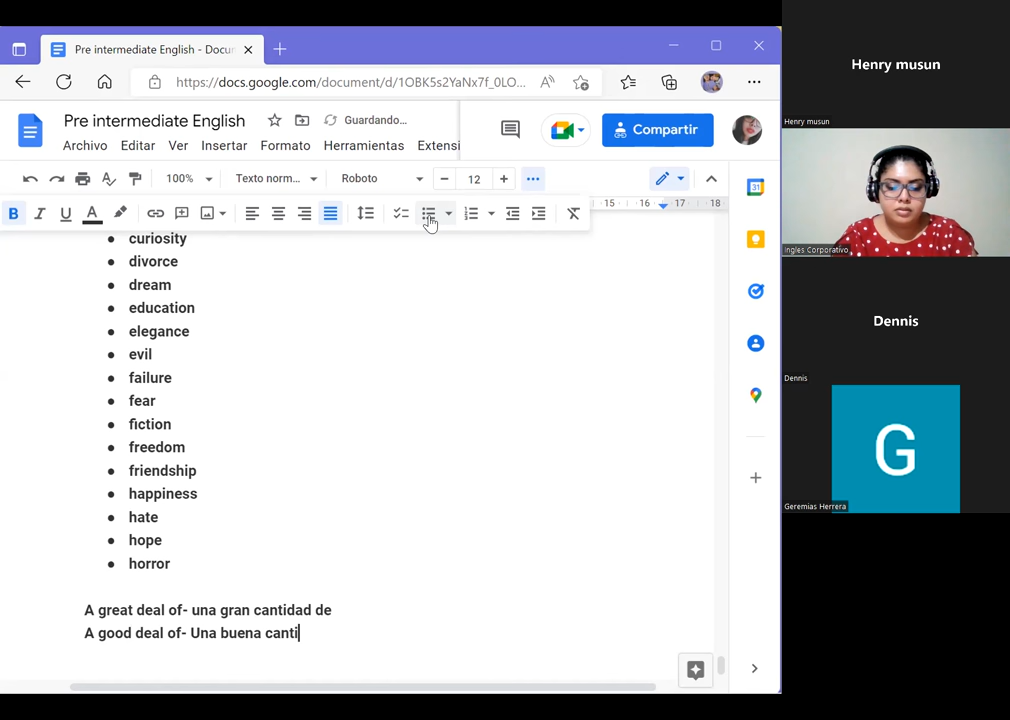 Pre intermediate English - Docun
https://docs.google.com/document/d/1OBK5s2YaNx7f_0LO...
Pre intermediate English
Guardando...
Compartir
Archivo Editar Ver Insertar Formato Herramientas Extensi
100% Texto norm... Roboto 12
15 16 17 18
curiosity
divorce
dream
education
elegance
evil
failure
fear
fiction
freedom
friendship
happiness
hate
hope
horror
A great deal of- una gran cantidad de
A good deal of- Una buena canti
Henry musun
Henry musun
Ingles Corporativo
Dennis
Dennis
G
Geremias Herrera